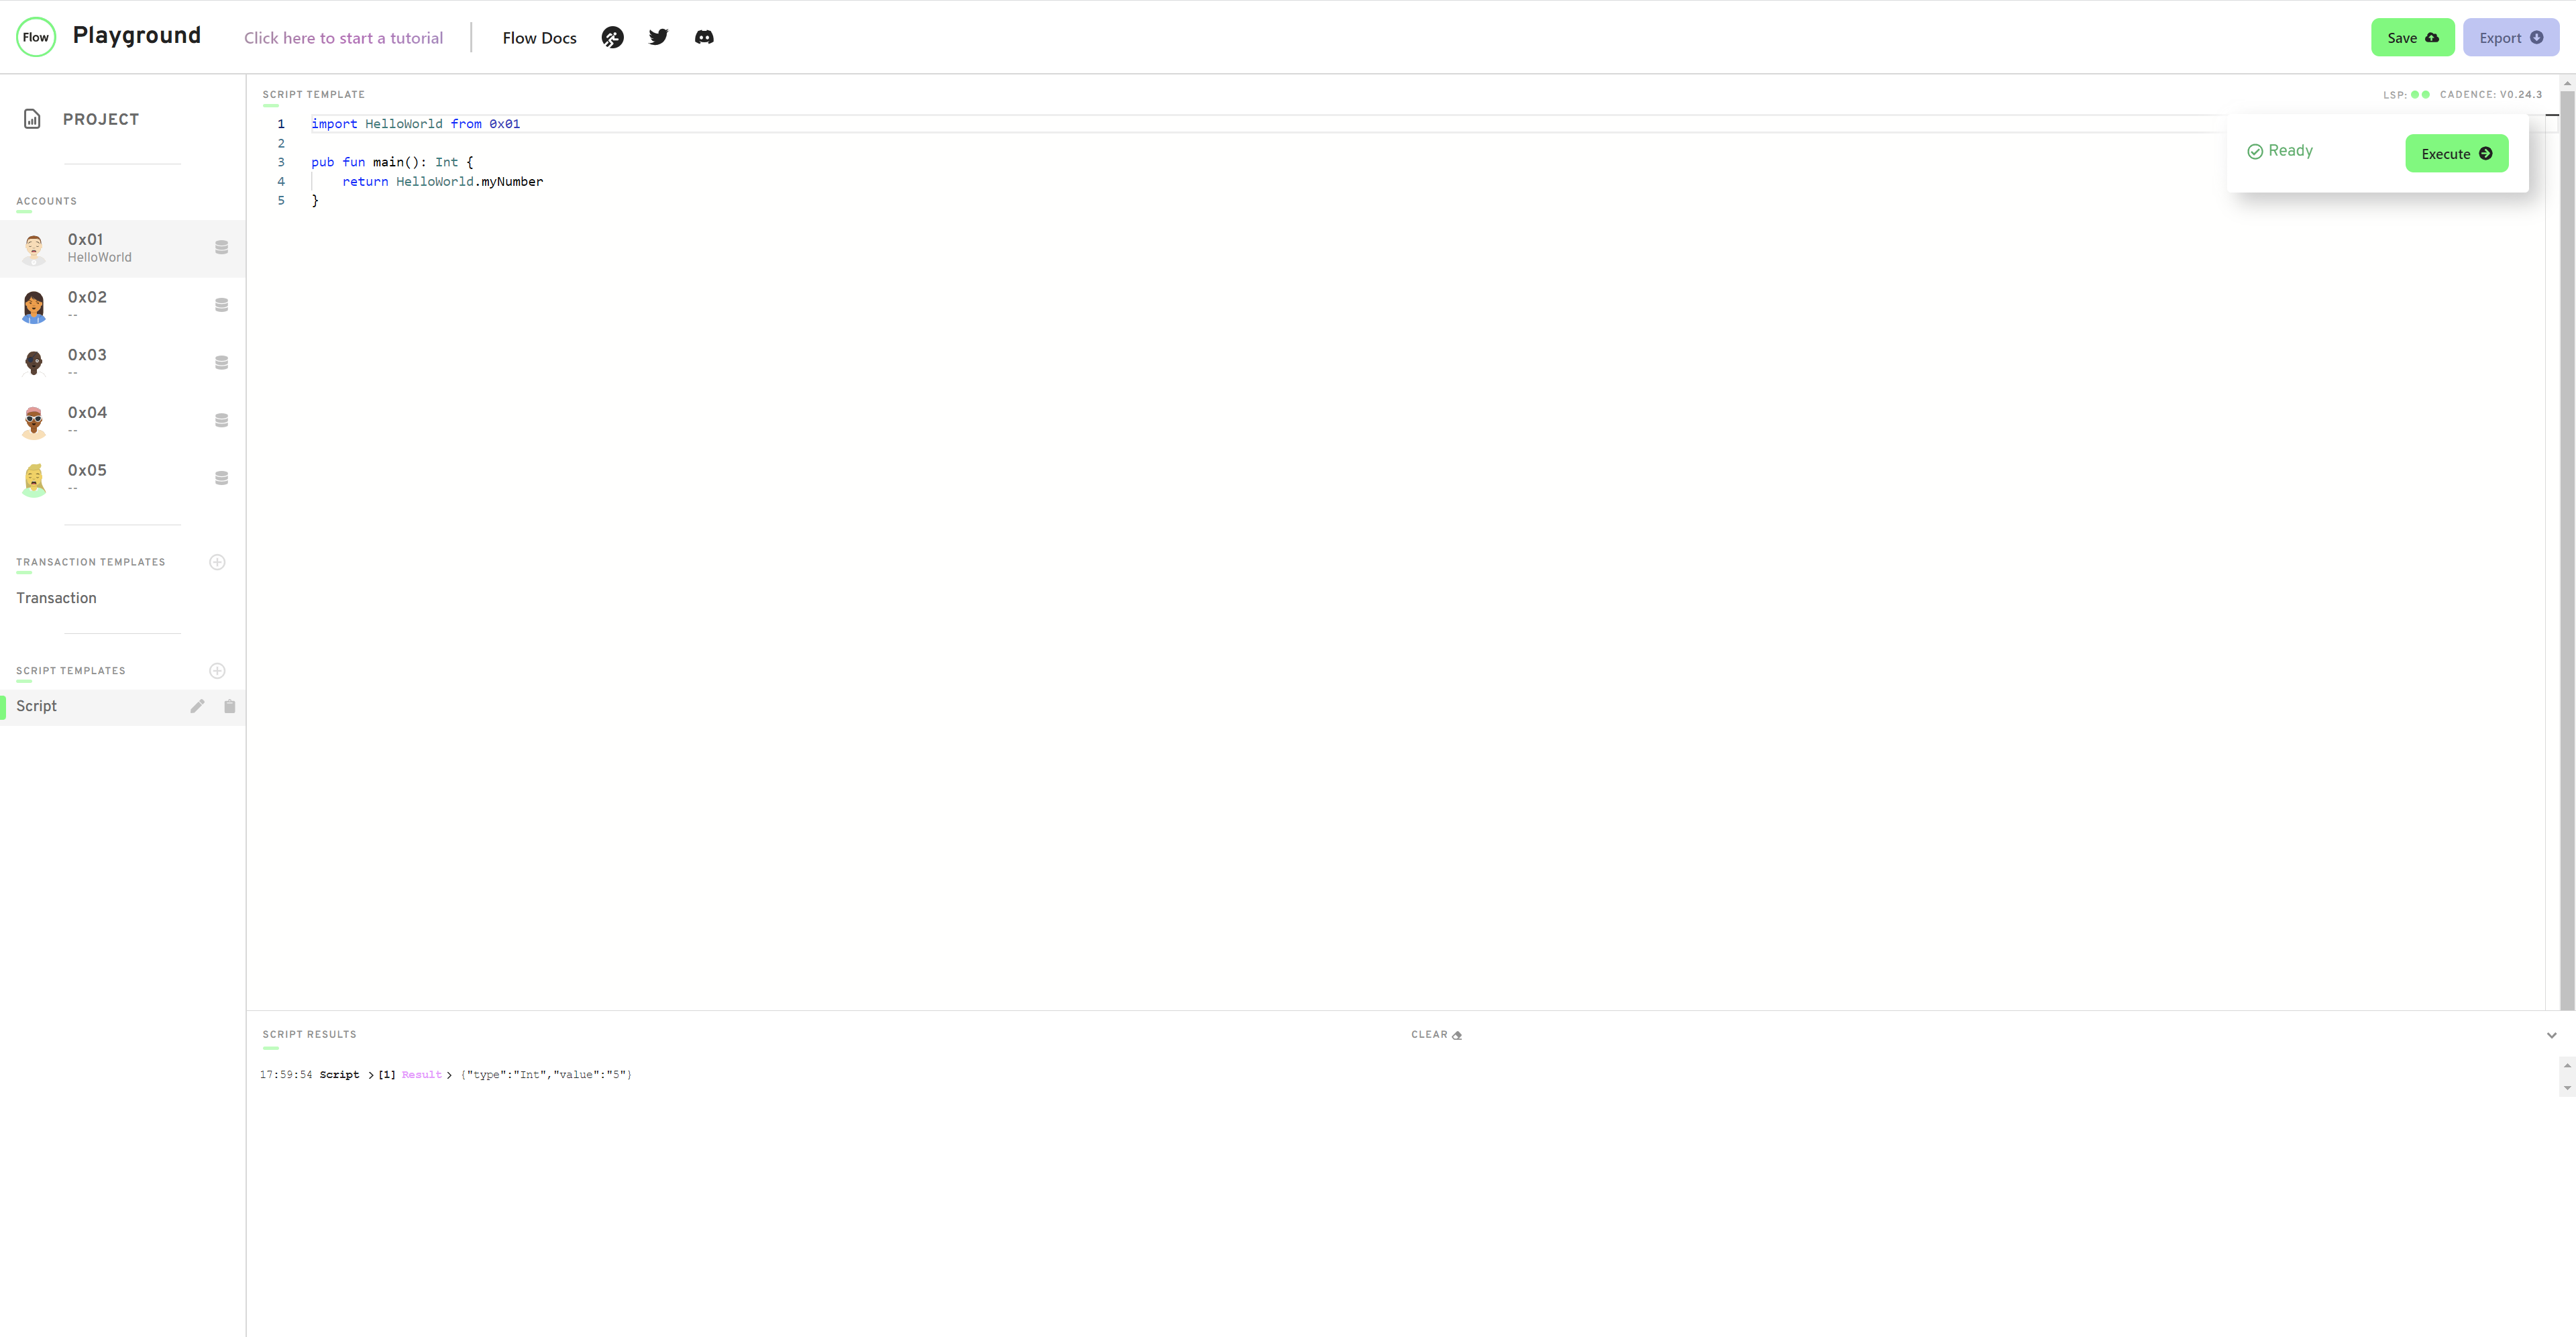 Flow Playground Click here to start a tutorial Flow Docs Save Export
PROJECT
ACCOUNTS
0x01
HelloWorld
0x02
--
0x03
--
0x04
--
0x05
--
TRANSACTION TEMPLATES
Transaction
SCRIPT TEMPLATES
Script
SCRIPT TEMPLATE LSP: CADENCE: V0.24.3
1 import HelloWorld from 0x01
2
3 pub fun main(): Int {
4 return HelloWorld.myNumber
5 }
Ready Execute
SCRIPT RESULTS CLEAR
17:59:54 Script > [1] Result > {"type":"Int","value":"5"}